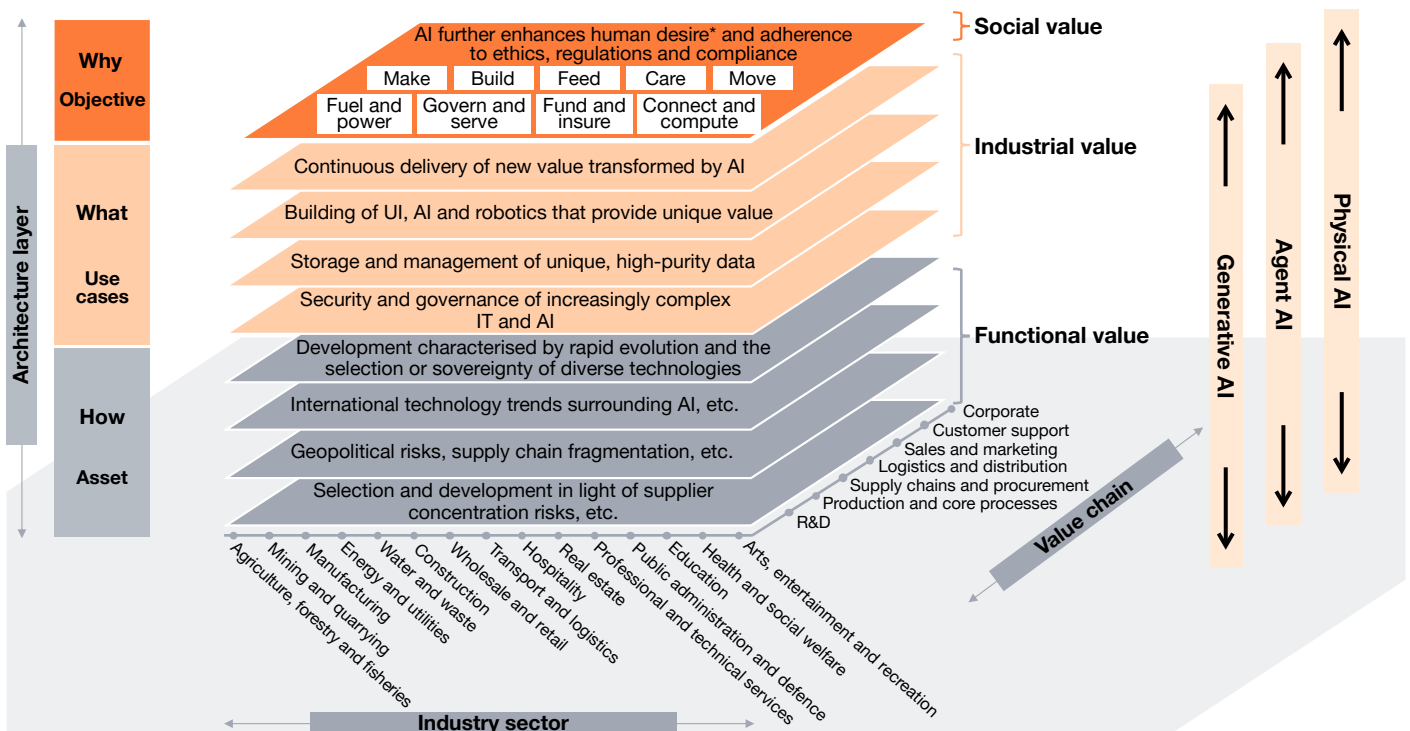 Architecture layer
Why
Objective
What
Use
cases
How
Asset
AI further enhances human desire* and adherence
to ethics, regulations and compliance
Make
Build
Feed
Care
Move
Fuel and
power
Govern and
serve
Fund and
insure
Connect and
compute
Continuous delivery of new value transformed by AI
Building of UI, AI and robotics that provide unique value
Storage and management of unique, high-purity data
Security and governance of increasingly complex
IT and AI
Development characterised by rapid evolution and the
selection or sovereignty of diverse technologies
International technology trends surrounding AI, etc.
Geopolitical risks, supply chain fragmentation, etc.
Selection and development in light of supplier
concentration risks, etc.
Social value
Industrial value
Functional value
Generative AI
Agent AI
Physical AI
Corporate
Customer support
Sales and marketing
Logistics and distribution
Supply chains and procurement
Production and core processes
R&D
Value chain
Agriculture, forestry and fisheries
Mining and quarrying
Manufacturing
Energy and utilities
Water and waste
Construction
Wholesale and retail
Transport and logistics
Hospitality
Real estate
Professional and technical services
Public administration and defence
Education
Health and social welfare
Arts, entertainment and recreation
Industry sector